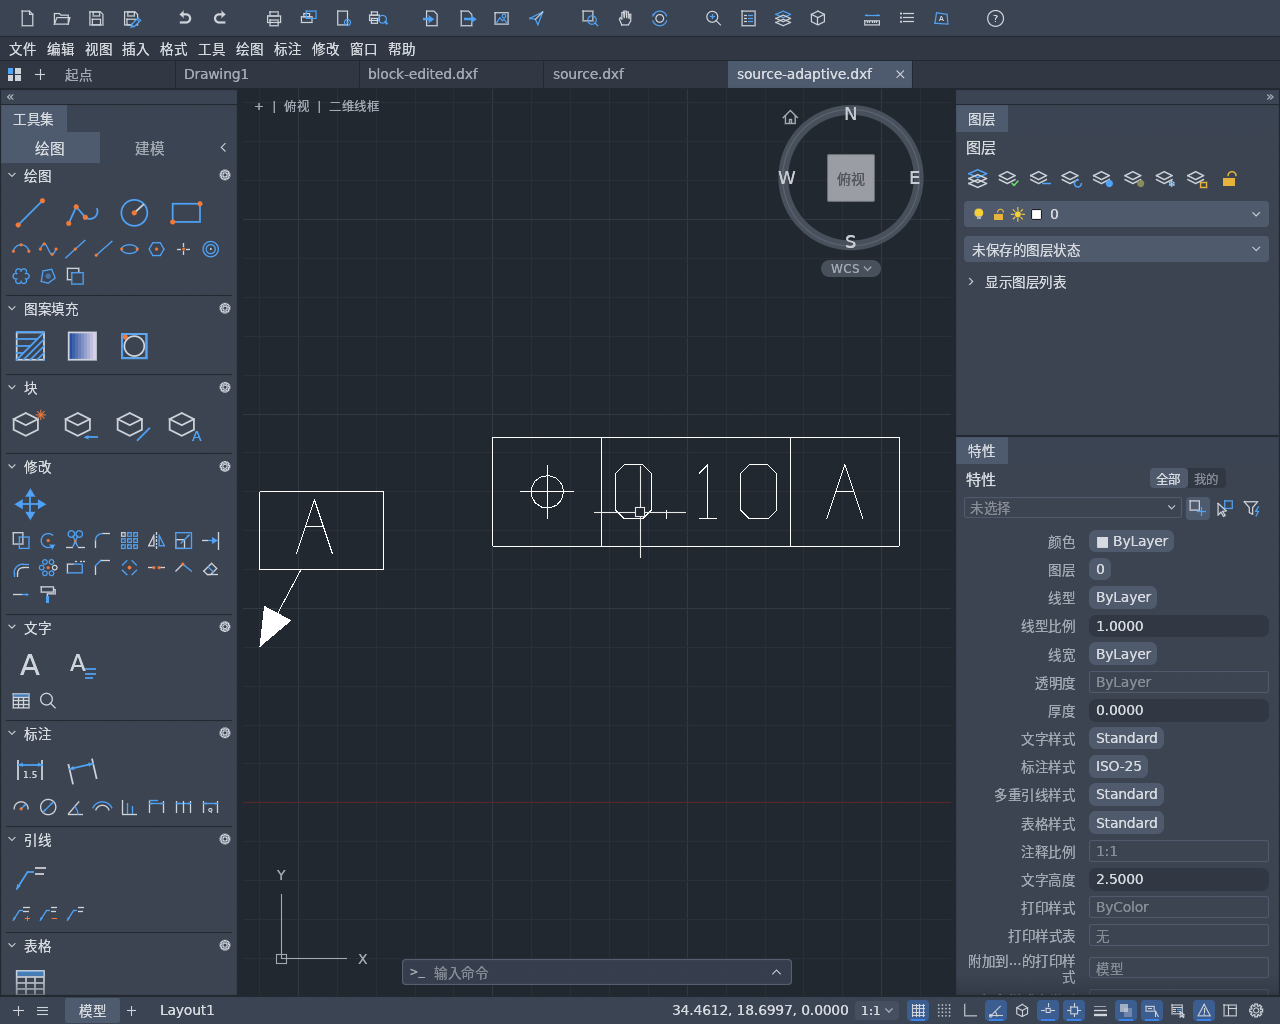 文件 编辑 视图 插入 格式 工具 绘图 标注 修改 窗口 帮助
起点 Drawing1 block-edited.dxf source.dxf source-adaptive.dxf
工具集
绘图 建模
绘图
图案填充
块
A
修改
文字
A A
标注
1.5
引线
表格
+ | 俯视 | 二维线框
N
W 俯视 E
S
WCS
A
0.10 A
Y
X
>_ 输入命令
图层
图层
0
未保存的图层状态
显示图层列表
特性
特性 全部 我的
未选择
颜色 ByLayer
图层 0
线型 ByLayer
线型比例 1.0000
线宽 ByLayer
透明度 ByLayer
厚度 0.0000
文字样式 Standard
标注样式 ISO-25
多重引线样式 Standard
表格样式 Standard
注释比例 1:1
文字高度 2.5000
打印样式 ByColor
打印样式表 无
附加到...的打印样式 模型
模型 Layout1 34.4612, 18.6997, 0.0000 1:1